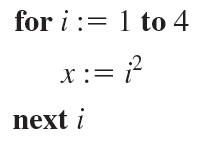 for i := 1 to 4
x := i²
next i